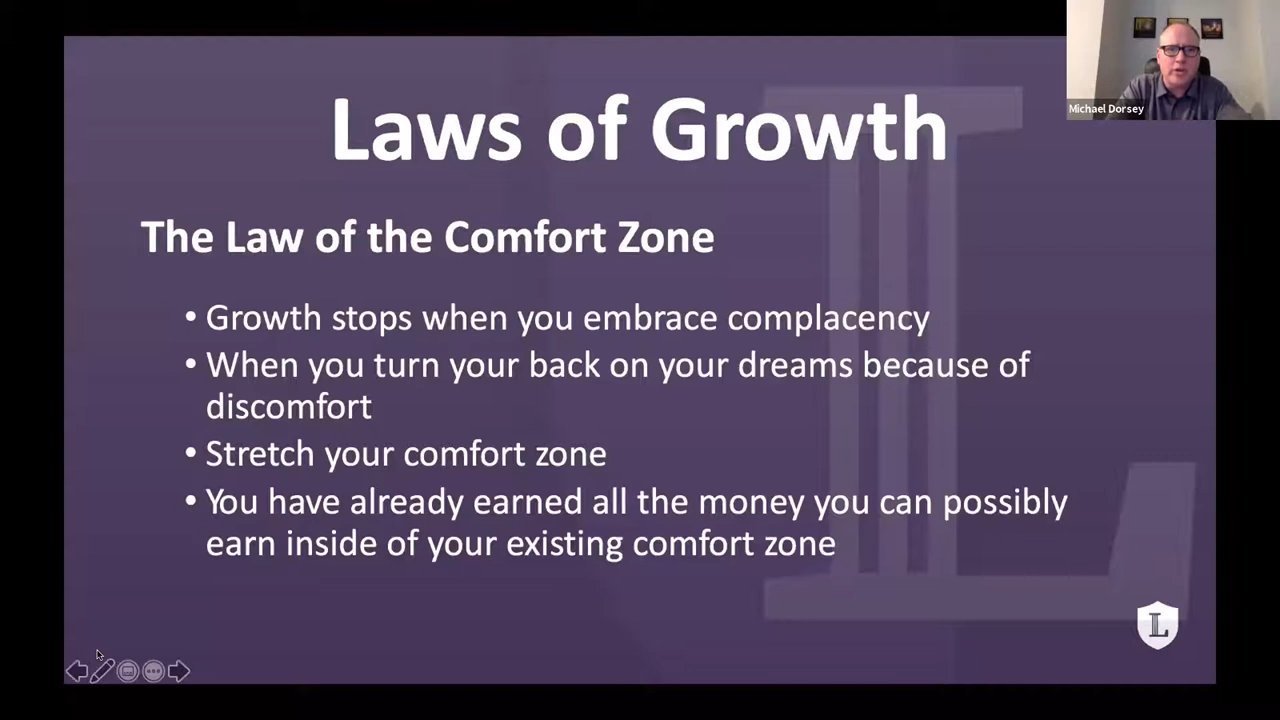 Michael Dorsey
Laws of Growth
The Law of the Comfort Zone
• Growth stops when you embrace complacency
• When you turn your back on your dreams because of
discomfort
• Stretch your comfort zone
• You have already earned all the money you can possibly
earn inside of your existing comfort zone
L